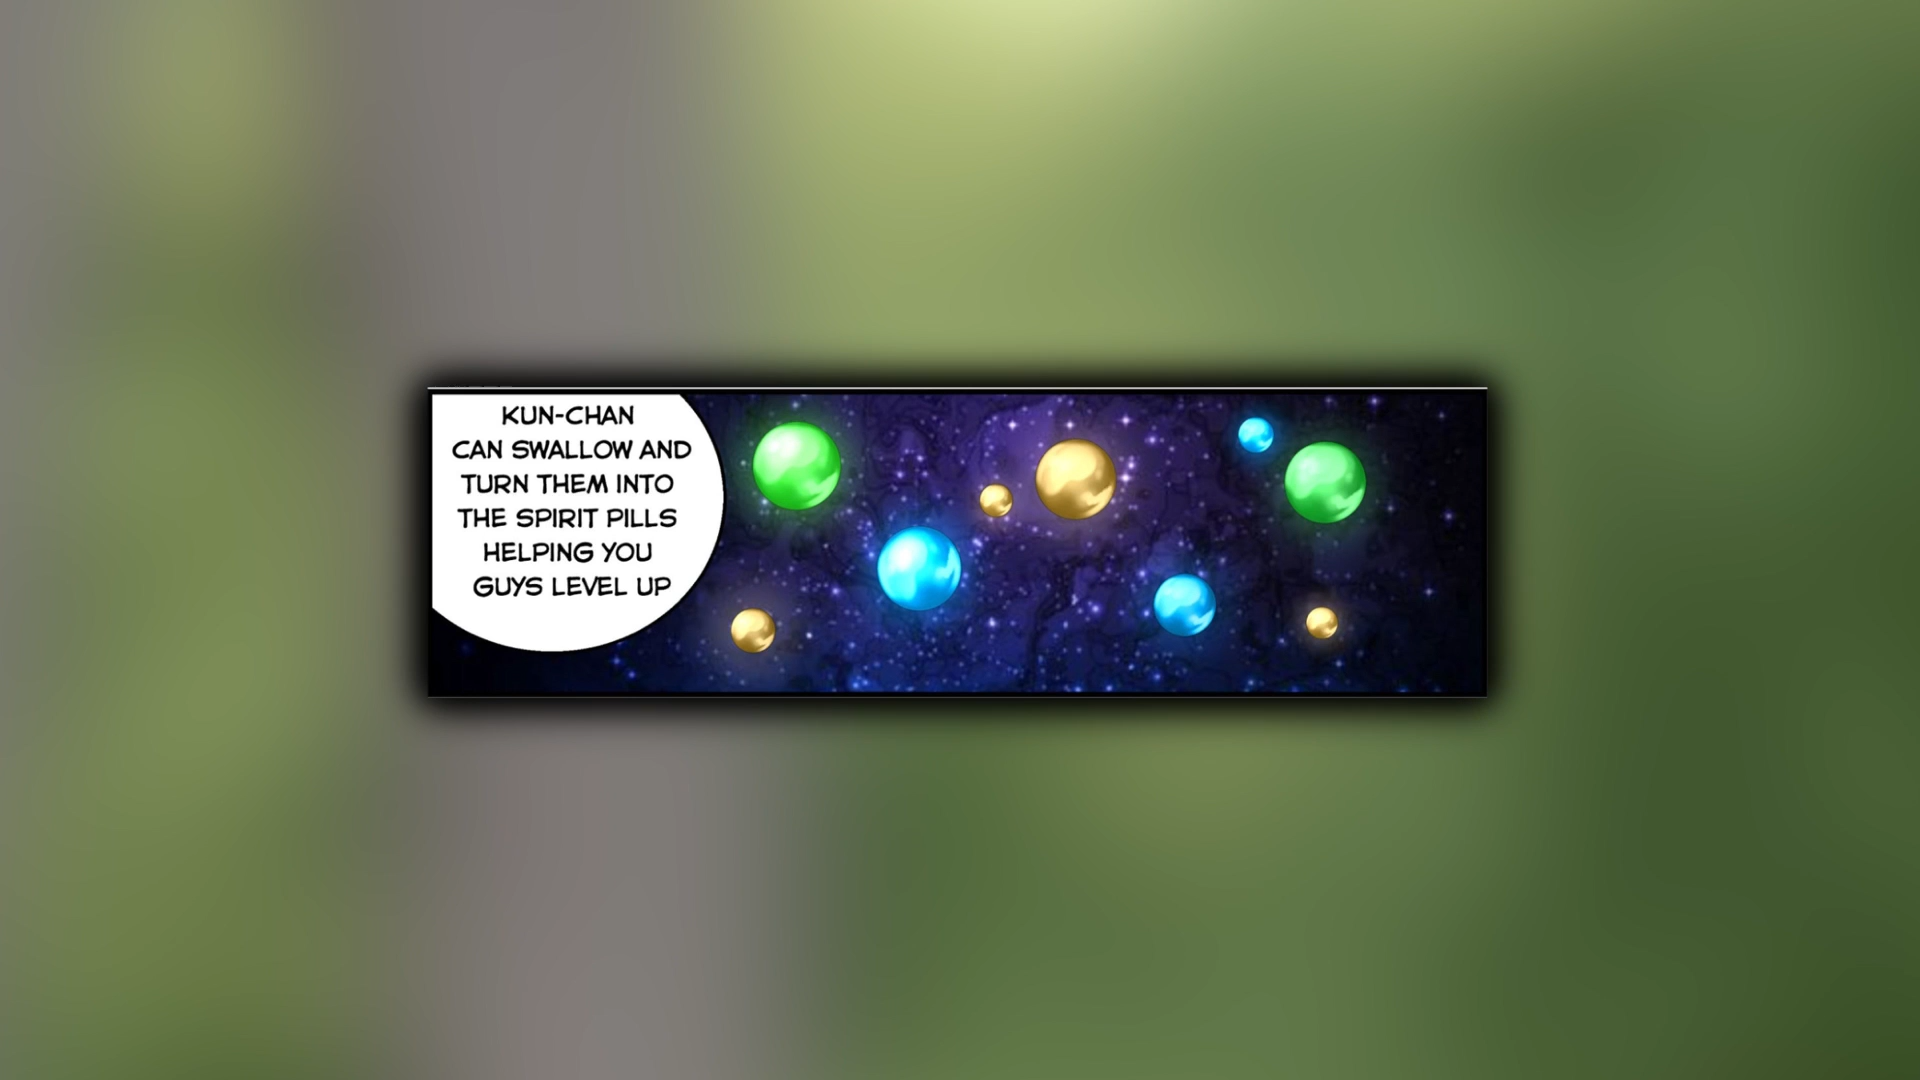 KUN-CHAN
CAN SWALLOW AND
TURN THEM INTO
THE SPIRIT PILLS
HELPING YOU
GUYS LEVEL UP